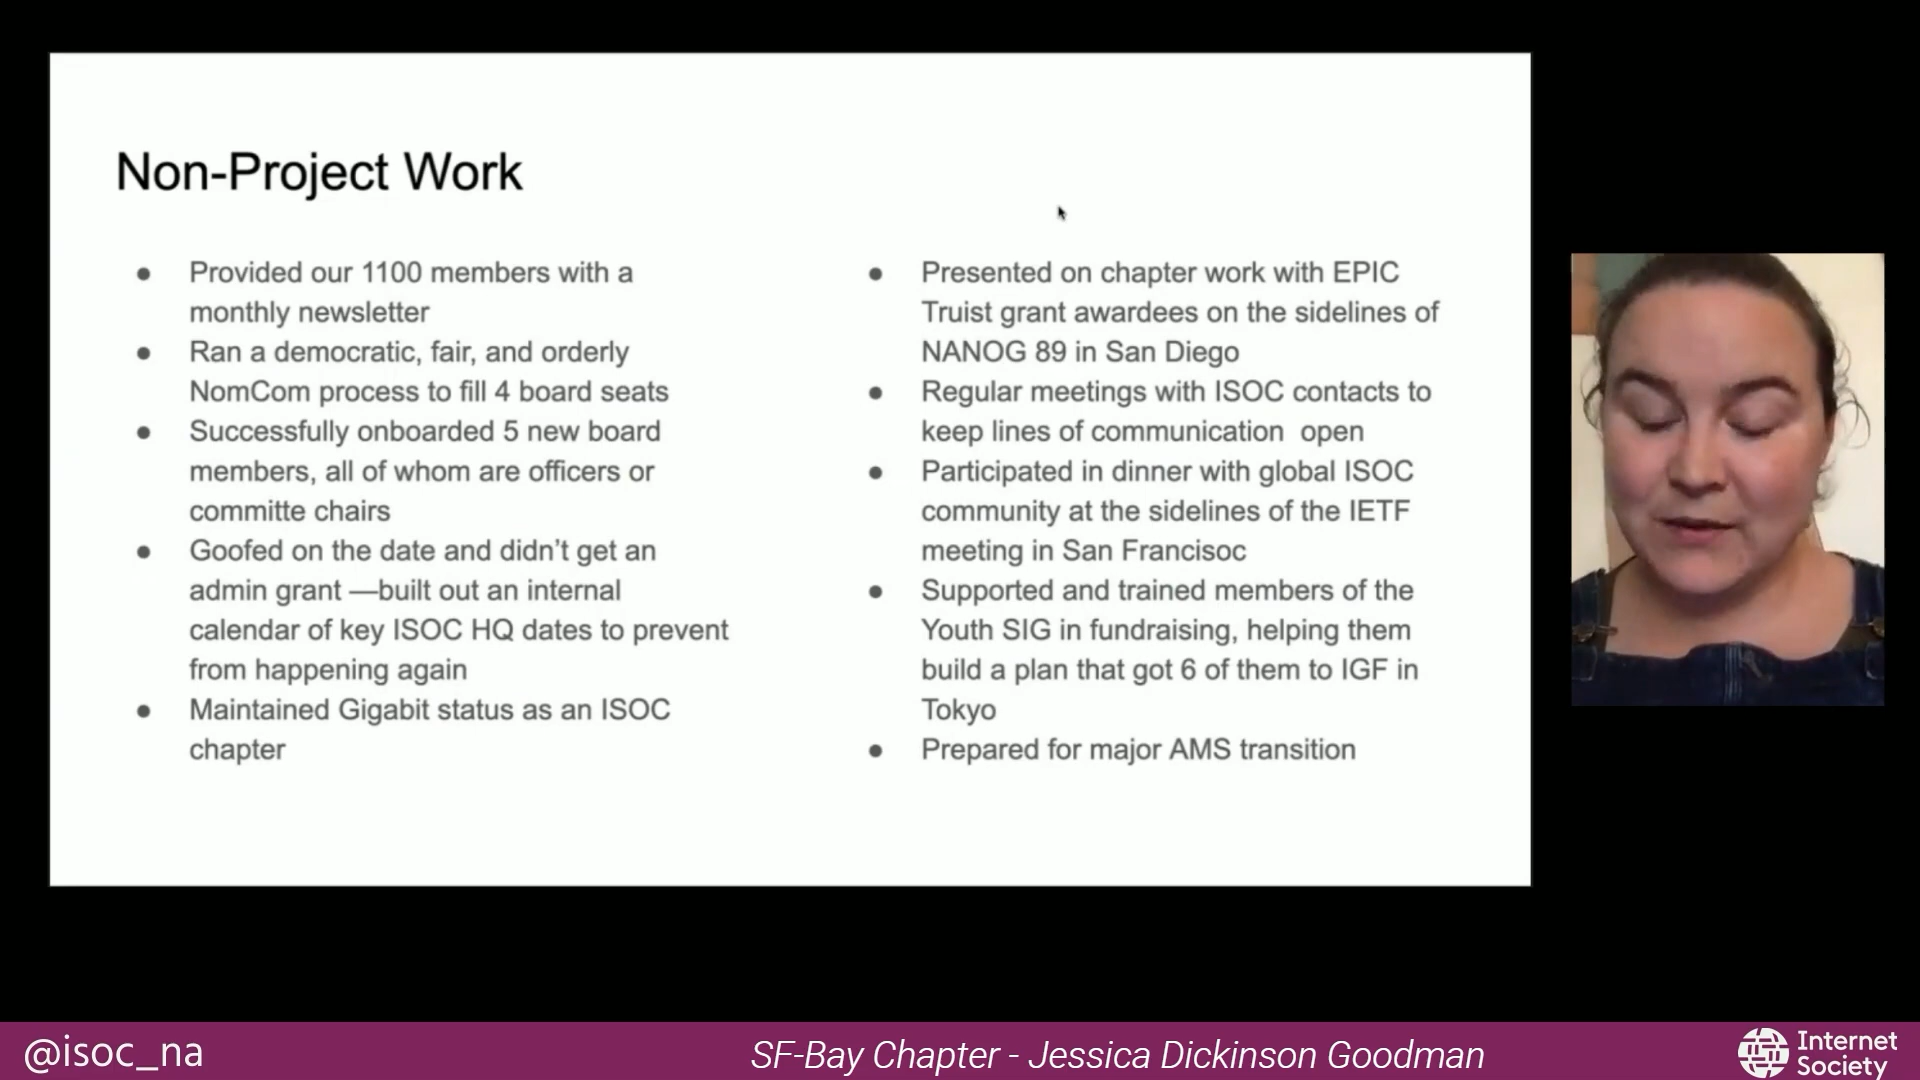 Non-Project Work
● Provided our 1100 members with a
monthly newsletter
● Ran a democratic, fair, and orderly
NomCom process to fill 4 board seats
● Successfully onboarded 5 new board
members, all of whom are officers or
committe chairs
● Goofed on the date and didn’t get an
admin grant —built out an internal
calendar of key ISOC HQ dates to prevent
from happening again
● Maintained Gigabit status as an ISOC
chapter
● Presented on chapter work with EPIC
Truist grant awardees on the sidelines of
NANOG 89 in San Diego
● Regular meetings with ISOC contacts to
keep lines of communication  open
● Participated in dinner with global ISOC
community at the sidelines of the IETF
meeting in San Francisoc
● Supported and trained members of the
Youth SIG in fundraising, helping them
build a plan that got 6 of them to IGF in
Tokyo
● Prepared for major AMS transition
@isoc_na
SF-Bay Chapter - Jessica Dickinson Goodman
Internet
Society